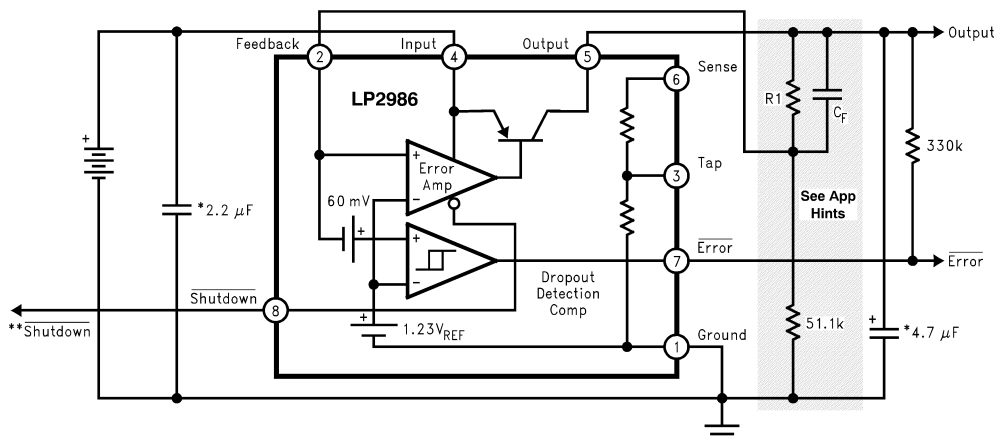 Feedback
2
Input
4
Output
5
Output
6
Sense
LP2986
R1
CF
330k
Error Amp
+
−
Tap
3
60 mV
+
See App Hints
+
*2.2 μF
+
−
Error
7
Error
Dropout Detection Comp
Shutdown
8
**Shutdown
+
1.23VREF
Ground
1
51.1k
+
*4.7 μF